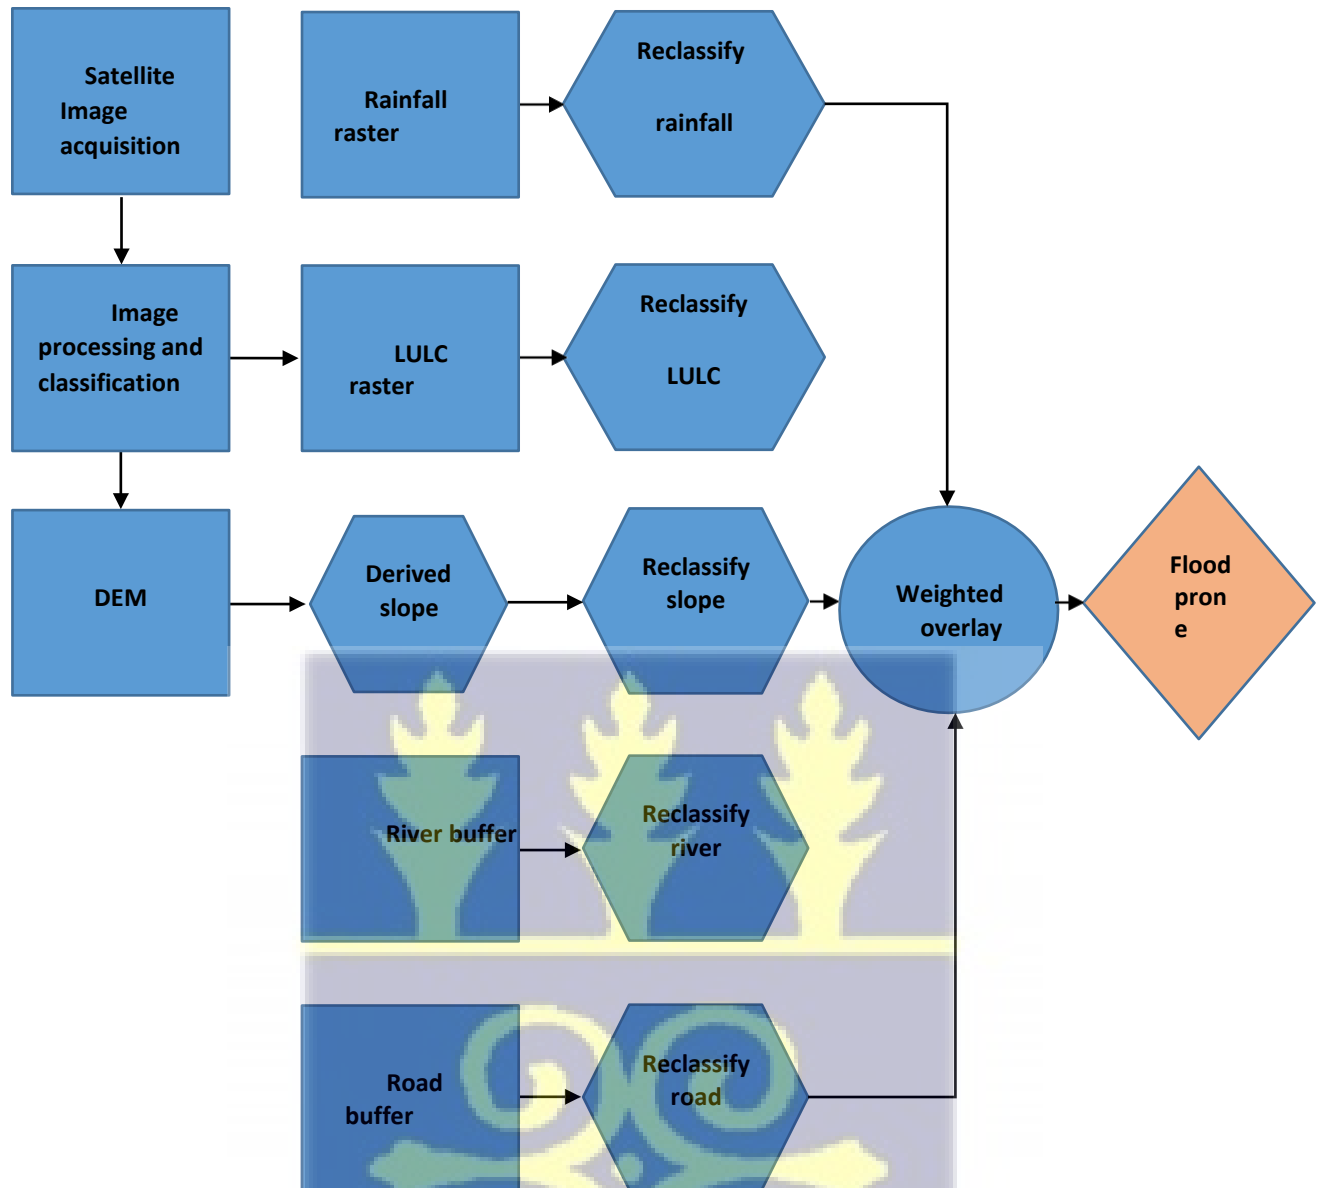 Satellite
Image
acquisition
Rainfall
raster
Reclassify
rainfall
Image
processing and
classification
LULC
raster
Reclassify
LULC
DEM
Derived
slope
Reclassify
slope
Weighted
overlay
Flood
pron
e
River buffer
Reclassify
river
Road
buffer
Reclassify
road